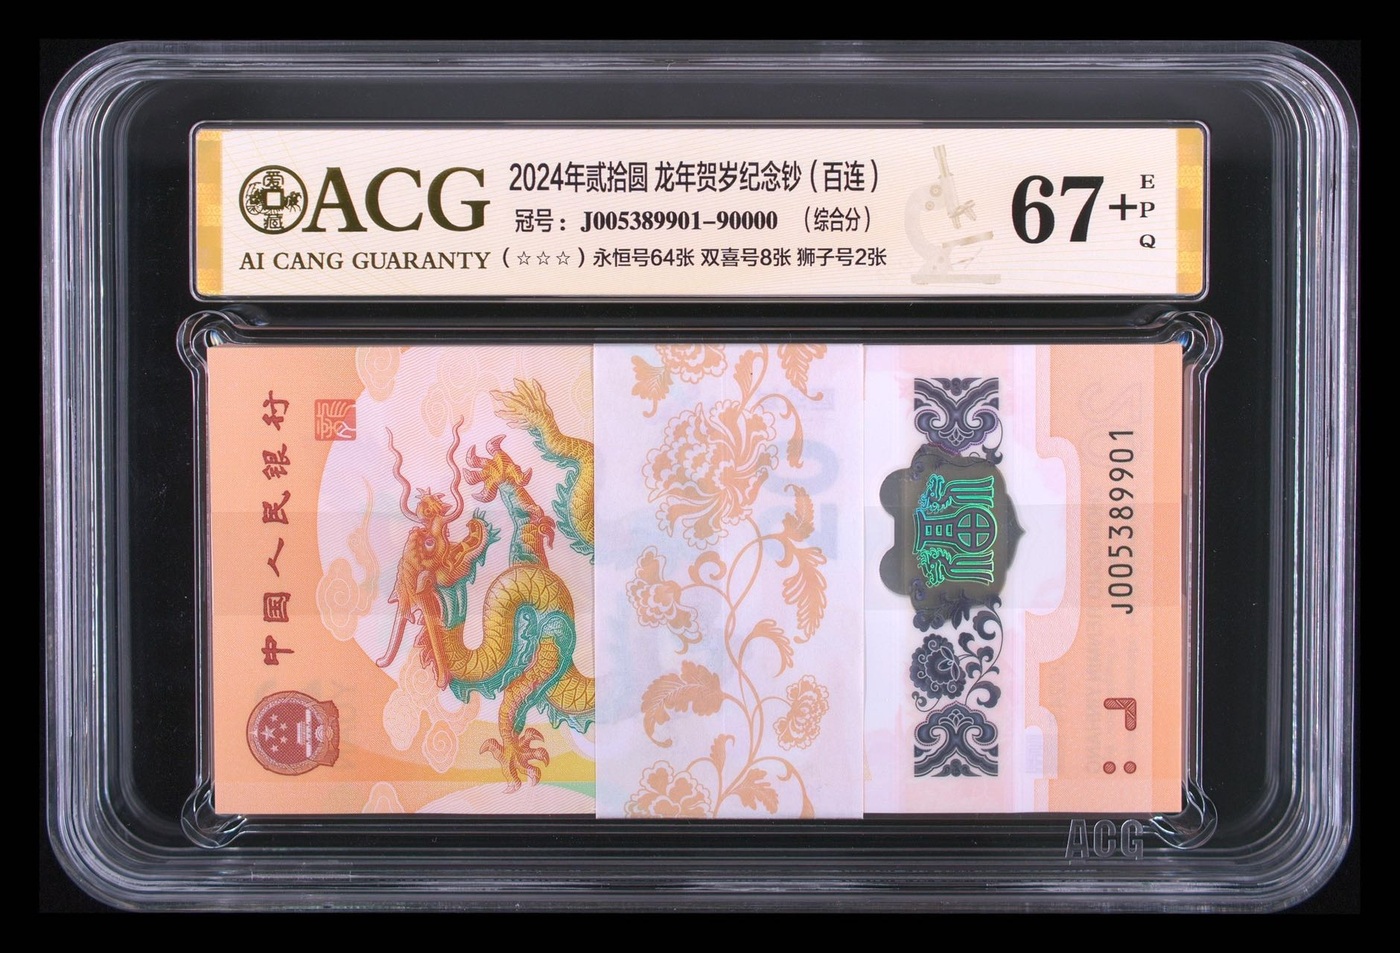 ACG
AI CANG GUARANTY
2024年贰拾圆 龙年贺岁纪念钞（百连）
冠号：J005389901-90000 （综合分）
（☆☆☆）永恒号64张 双喜号8张 狮子号2张
67+
EPQ
中国人民银行
J005389901
ACG